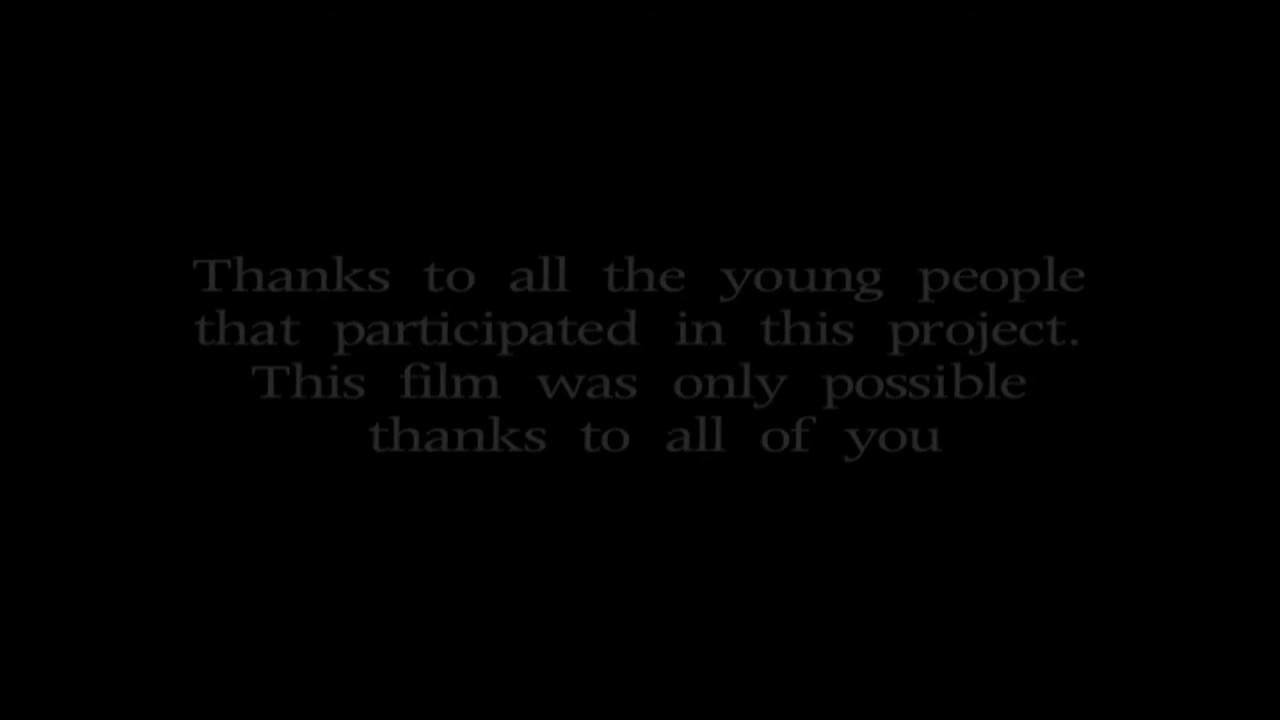 Thanks to all the young people
that participated in this project.
This film was only possible
thanks to all of you